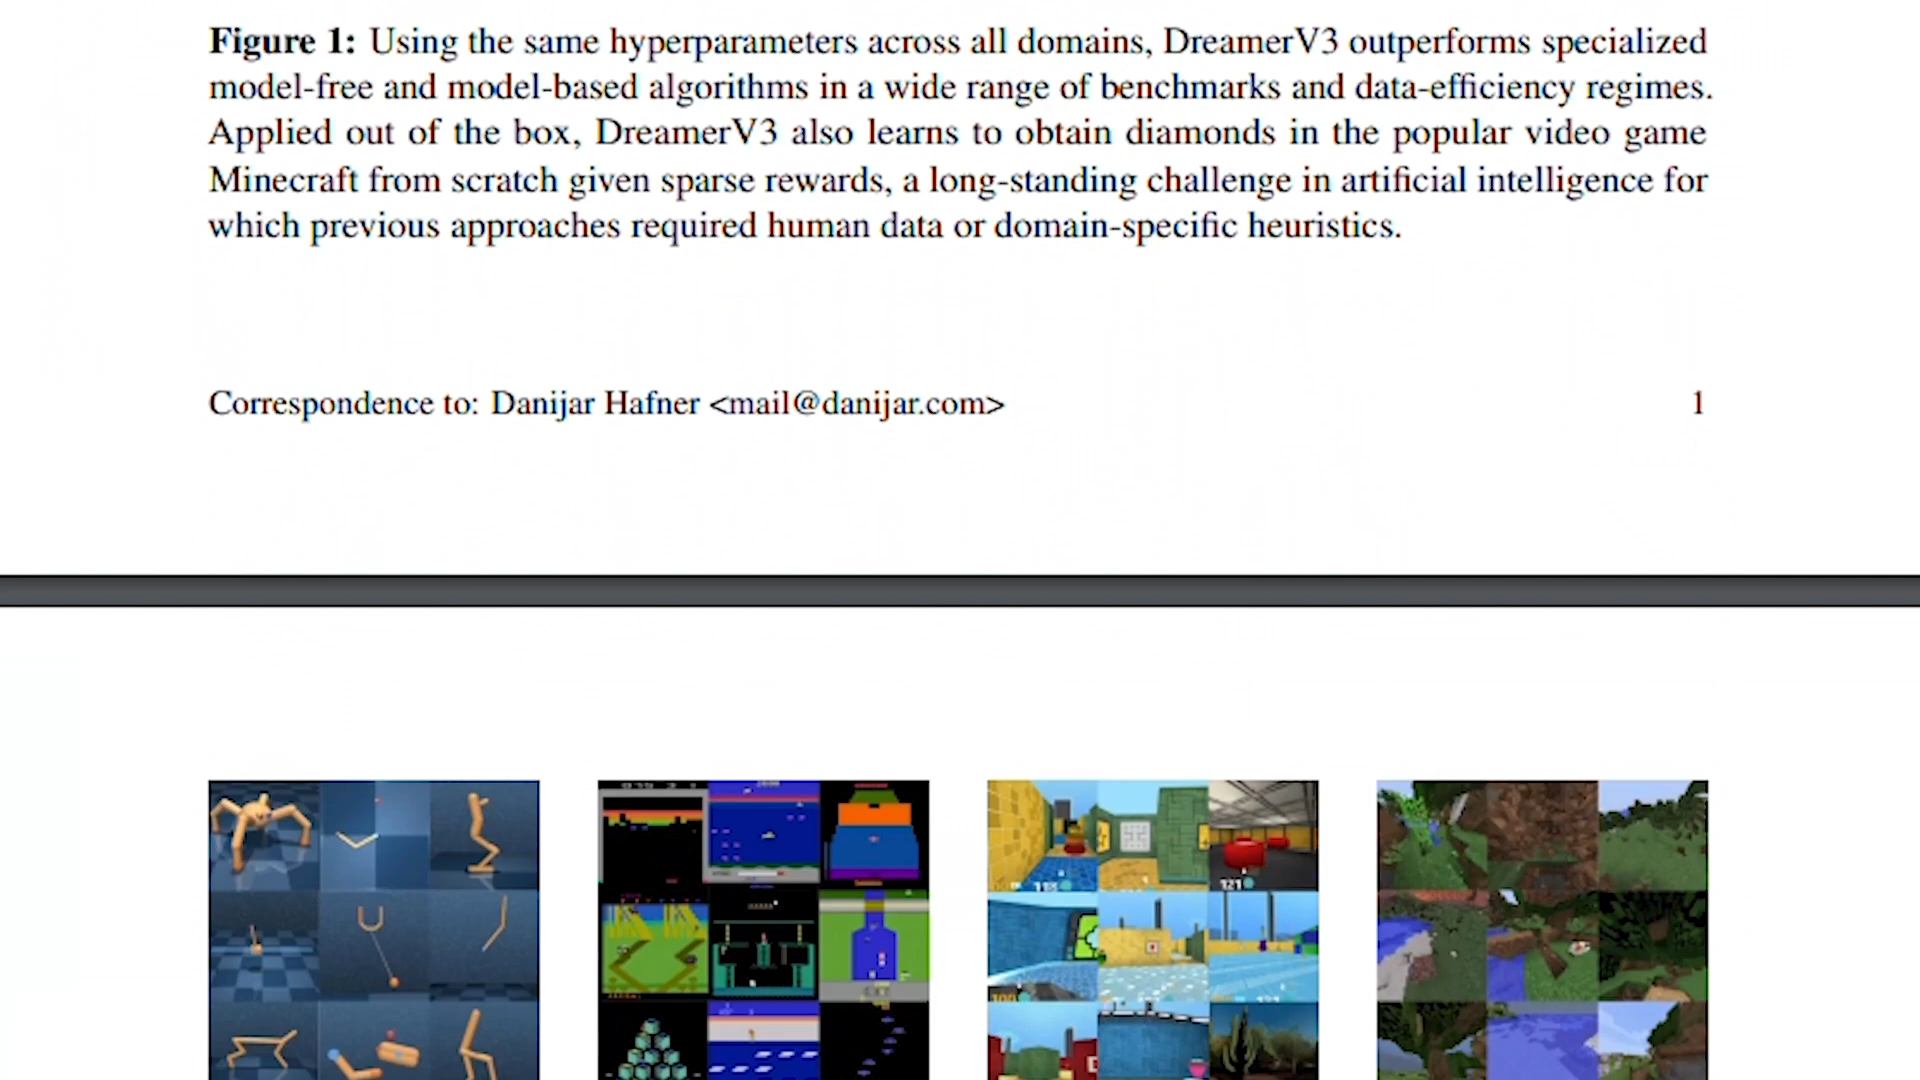 Figure 1: Using the same hyperparameters across all domains, DreamerV3 outperforms specialized
model-free and model-based algorithms in a wide range of benchmarks and data-efficiency regimes.
Applied out of the box, DreamerV3 also learns to obtain diamonds in the popular video game
Minecraft from scratch given sparse rewards, a long-standing challenge in artificial intelligence for
which previous approaches required human data or domain-specific heuristics.
Correspondence to: Danijar Hafner <mail@danijar.com>
1
121